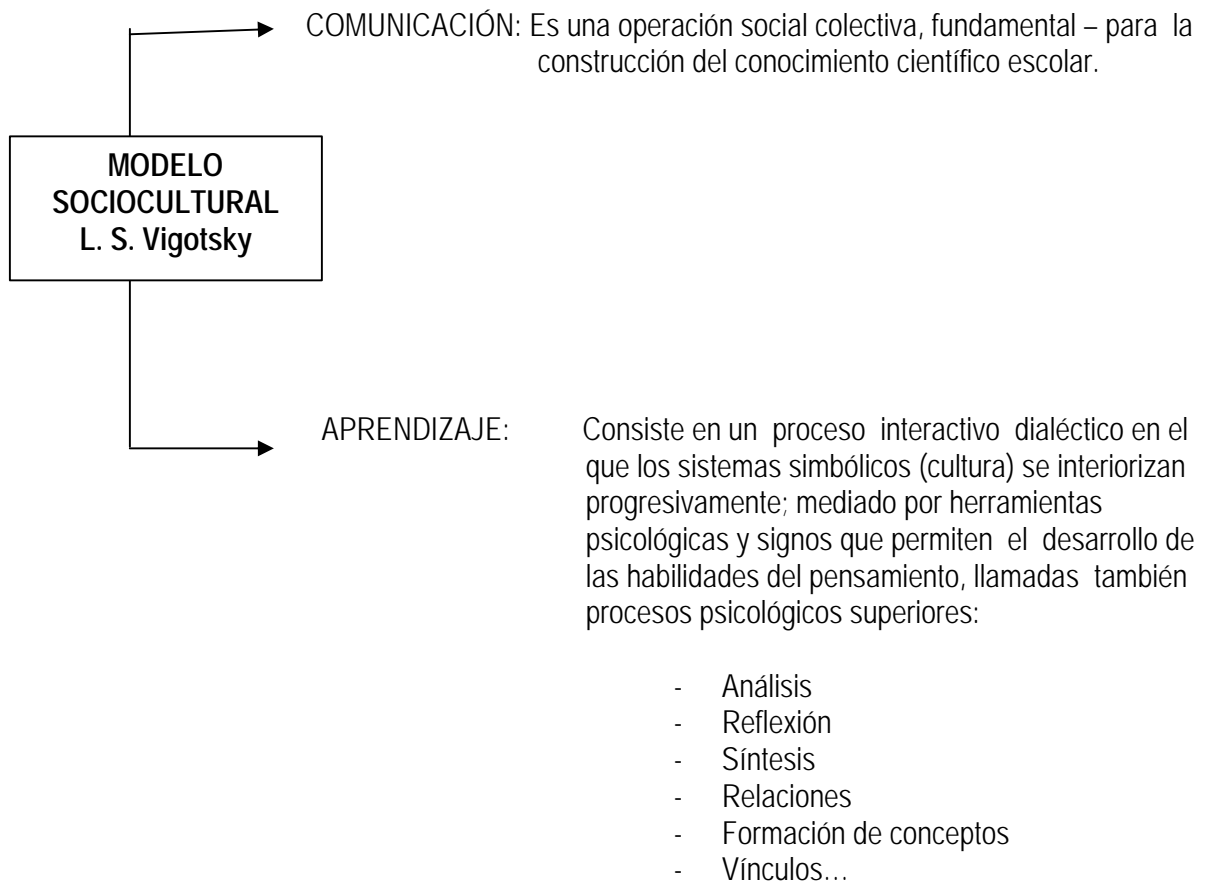 COMUNICACIÓN: Es una operación social colectiva, fundamental – para la
construcción del conocimiento científico escolar.
MODELO
SOCIOCULTURAL
L. S. Vigotsky
APRENDIZAJE: Consiste en un proceso interactivo dialéctico en el
que los sistemas simbólicos (cultura) se interiorizan
progresivamente; mediado por herramientas
psicológicas y signos que permiten el desarrollo de
las habilidades del pensamiento, llamadas también
procesos psicológicos superiores:
- Análisis
- Reflexión
- Síntesis
- Relaciones
- Formación de conceptos
- Vínculos…